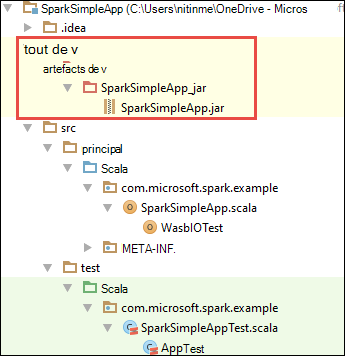 SparkSimpleApp (C:\Users\nitinme\OneDrive - Micros
.idea
tout de v
artefacts de v
SparkSimpleApp_jar
SparkSimpleApp.jar
src
principal
Scala
com.microsoft.spark.example
SparkSimpleApp.scala
WasbIOTest
META-INF.
test
Scala
com.microsoft.spark.example
SparkSimpleAppTest.scala
AppTest